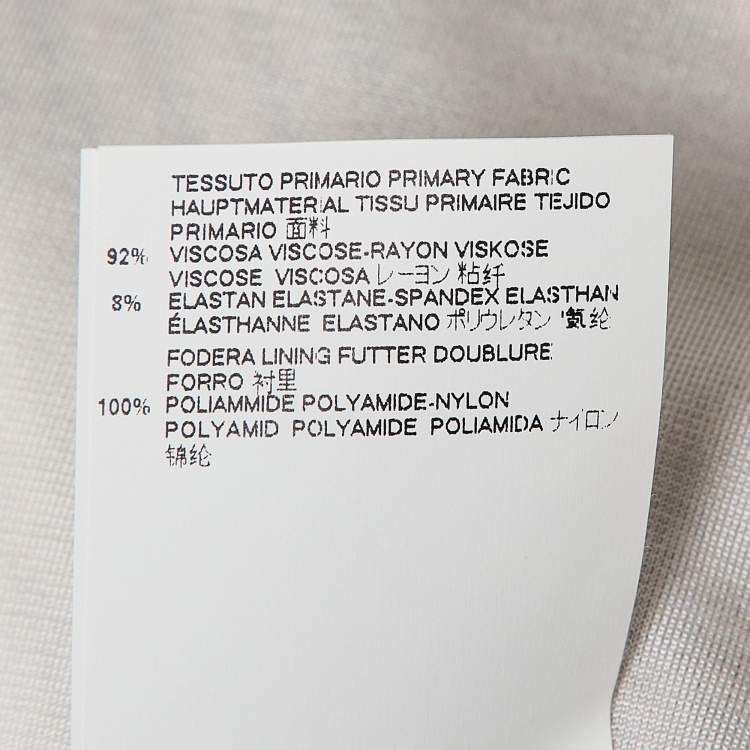 TESSUTO PRIMARIO PRIMARY FABRIC
HAUPTMATERIAL TISSU PRIMAIRE TEJIDO
PRIMARIO 面料
92% VISCOSA VISCOSE-RAYON VISKOSE
VISCOSE VISCOSA レーヨン 粘纤
8% ELASTAN ELASTANE-SPANDEX ELASTHAN
ÉLASTHANNE ELASTANO ポリウレタン 氨纶
FODERA LINING FUTTER DOUBLURE
FORRO 衬里
100% POLIAMMIDE POLYAMIDE-NYLON
POLYAMID POLYAMIDE POLIAMIDA ナイロン
锦纶